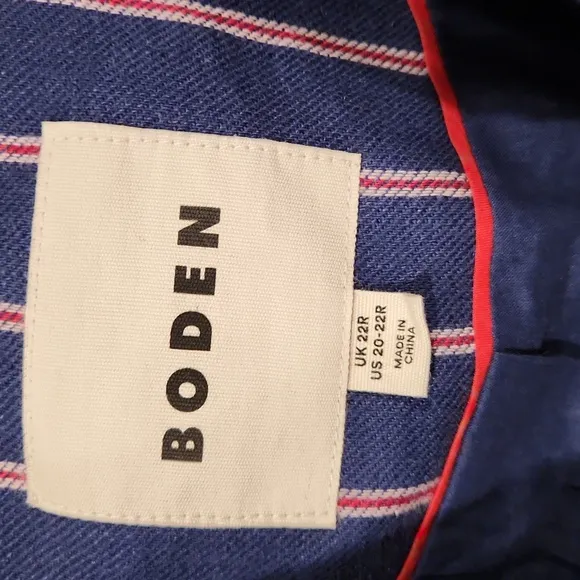 BODEN
UK 22R
US 20-22R
MADE IN
CHINA